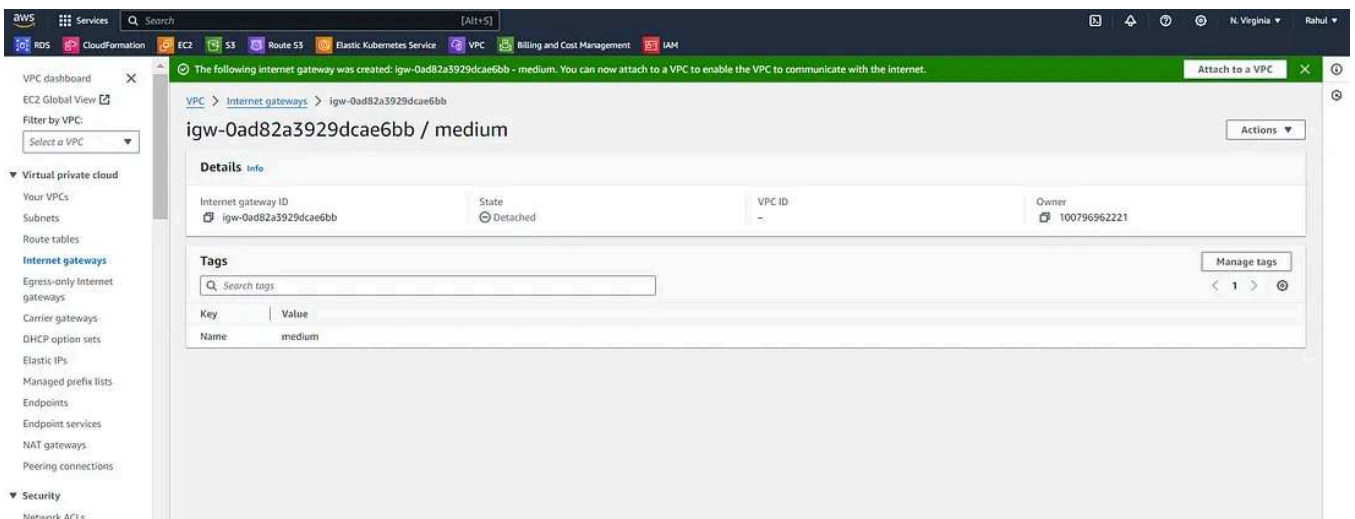 aws Services Search [Alt+S] N. Virginia Rahul
RDS CloudFormation EC2 S3 Route 53 Elastic Kubernetes Service VPC Billing and Cost Management IAM
The following internet gateway was created: igw-0ad82a3929dcae6bb - medium. You can now attach to a VPC to enable the VPC to communicate with the internet. Attach to a VPC
VPC dashboard
EC2 Global View
Filter by VPC:
Select a VPC
Virtual private cloud
Your VPCs
Subnets
Route tables
Internet gateways
Egress-only Internet
gateways
Carrier gateways
DHCP option sets
Elastic IPs
Managed prefix lists
Endpoints
Endpoint services
NAT gateways
Peering connections
Security
Network ACLs
VPC > Internet gateways > igw-0ad82a3929dcae6bb
igw-0ad82a3929dcae6bb / medium Actions
Details Info
Internet gateway ID State VPC ID Owner
igw-0ad82a3929dcae6bb Detached – 100796962221
Tags Manage tags
Search tags 1
Key Value
Name medium